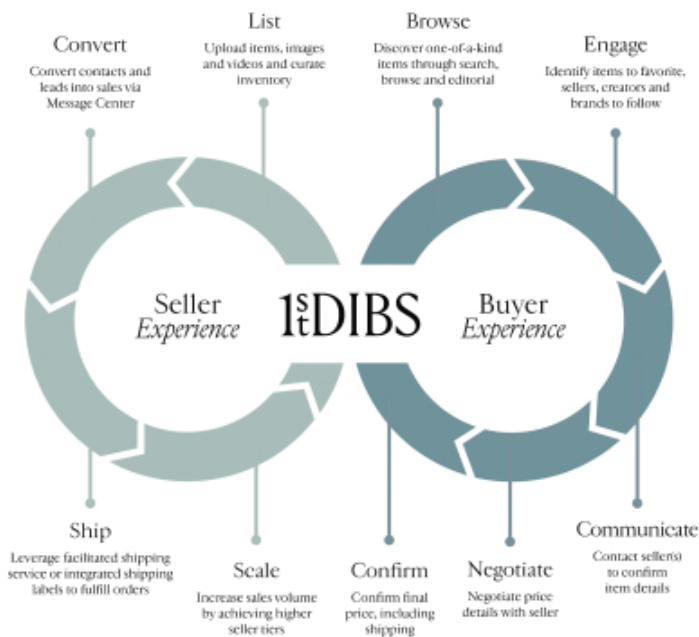 List
Upload items, images
and videos and curate
inventory
Browse
Discover one-of-a-kind
items through search,
browse and editorial
Convert
Convert contacts and
leads into sales via
Message Center
Engage
Identify items to favorite,
sellers, creators and
brands to follow
Seller
Experience
1stDIBS
Buyer
Experience
Ship
Leverage facilitated shipping
service or integrated shipping
labels to fulfill orders
Scale
Increase sales volume
by achieving higher
seller tiers
Confirm
Confirm final
price, including
shipping
Negotiate
Negotiate price
details with seller
Communicate
Contact seller(s)
to confirm
item details